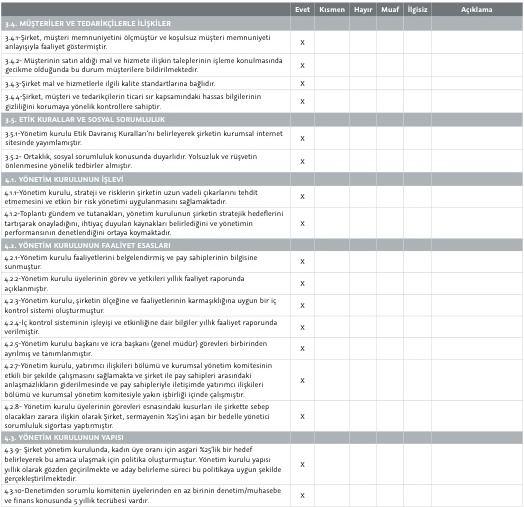 Evet Kısmen Hayır Muaf İlgisiz Açıklama
3.4. MÜŞTERİLER VE TEDARİKÇİLERLE İLİŞKİLER
3.4.1-Şirket, müşteri memnuniyetini ölçmüştür ve koşulsuz müşteri memnuniyeti
anlayışıyla faaliyet göstermiştir. X
3.4.2- Müşterinin satın aldığı mal ve hizmete ilişkin taleplerinin işleme konulmasında
gecikme olduğunda bu durum müşterilere bildirilmektedir. X
3.4.3-Şirket mal ve hizmetlerle ilgili kalite standartlarına bağlıdır. X
3.4.4-Şirket, müşteri ve tedarikçilerin ticari sır kapsamındaki hassas bilgilerinin
gizliliğini korumaya yönelik kontrollere sahiptir. X
3.5. ETİK KURALLAR VE SOSYAL SORUMLULUK
3.5.1-Yönetim kurulu Etik Davranış Kuralları'nı belirleyerek şirketin kurumsal internet
sitesinde yayımlamıştır. X
3.5.2- Ortaklık, sosyal sorumluluk konusunda duyarlıdır. Yolsuzluk ve rüşvetin
önlenmesine yönelik tedbirler almıştır. X
4.1. YÖNETİM KURULUNUN İŞLEVİ
4.1.1-Yönetim kurulu, strateji ve risklerin şirketin uzun vadeli çıkarlarını tehdit
etmemesini ve etkin bir risk yönetimi uygulanmasını sağlamaktadır. X
4.1.2-Toplantı gündem ve tutanakları, yönetim kurulunun şirketin stratejik hedeflerini
tartışarak onayladığını, ihtiyaç duyulan kaynakları belirlediğini ve yönetimin
performansının denetlendiğini ortaya koymaktadır. X
4.2. YÖNETİM KURULUNUN FAALİYET ESASLARI
4.2.1-Yönetim kurulu faaliyetlerini belgelendirmiş ve pay sahiplerinin bilgisine
sunmuştur. X
4.2.2-Yönetim kurulu üyelerinin görev ve yetkileri yıllık faaliyet raporunda
açıklanmıştır. X
4.2.3-Yönetim kurulu, şirketin ölçeğine ve faaliyetlerinin karmaşıklığına uygun bir iç
kontrol sistemi oluşturmuştur. X
4.2.4-İç kontrol sisteminin işleyişi ve etkinliğine dair bilgiler yıllık faaliyet raporunda
verilmiştir. X
4.2.5-Yönetim kurulu başkanı ve icra başkanı (genel müdür) görevleri birbirinden
ayrılmış ve tanımlanmıştır. X
4.2.7-Yönetim kurulu, yatırımcı ilişkileri bölümü ve kurumsal yönetim komitesinin
etkili bir şekilde çalışmasını sağlamakta ve şirket ile pay sahipleri arasındaki
anlaşmazlıkların giderilmesinde ve pay sahipleriyle iletişimde yatırımcı ilişkileri
bölümü ve kurumsal yönetim komitesiyle yakın işbirliği içinde çalışmıştır. X
4.2.8- Yönetim kurulu üyelerinin görevleri esnasındaki kusurları ile şirkette sebep
olacakları zarara ilişkin olarak Şirket, sermayenin %25'ini aşan bir bedelle yönetici
sorumluluk sigortası yaptırmıştır. X
4.3. YÖNETİM KURULUNUN YAPISI
4.3.9- Şirket yönetim kurulunda, kadın üye oranı için asgari %25'lik bir hedef
belirleyerek bu amaca ulaşmak için politika oluşturmuştur. Yönetim kurulu yapısı
yıllık olarak gözden geçirilmekte ve aday belirleme süreci bu politikaya uygun şekilde
gerçekleştirilmektedir. X
4.3.10-Denetimden sorumlu komitenin üyelerinden en az birinin denetim/muhasebe
ve finans konusunda 5 yıllık tecrübesi vardır. X